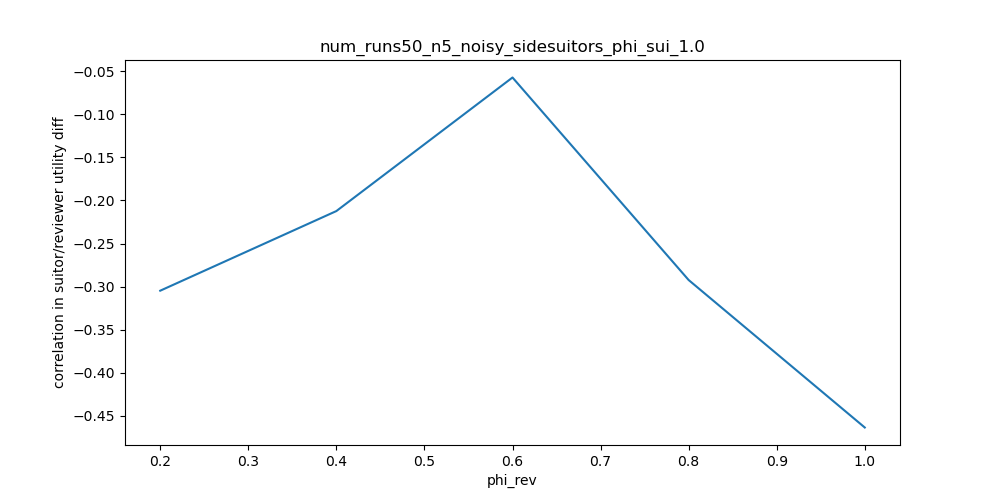 num_runs50_n5_noisy_sidesuitors_phi_sui_1.0
correlation in suitor/reviewer utility diff
−0.05
−0.10
−0.15
−0.20
−0.25
−0.30
−0.35
−0.40
−0.45
0.2 0.3 0.4 0.5 0.6 0.7 0.8 0.9 1.0
phi_rev